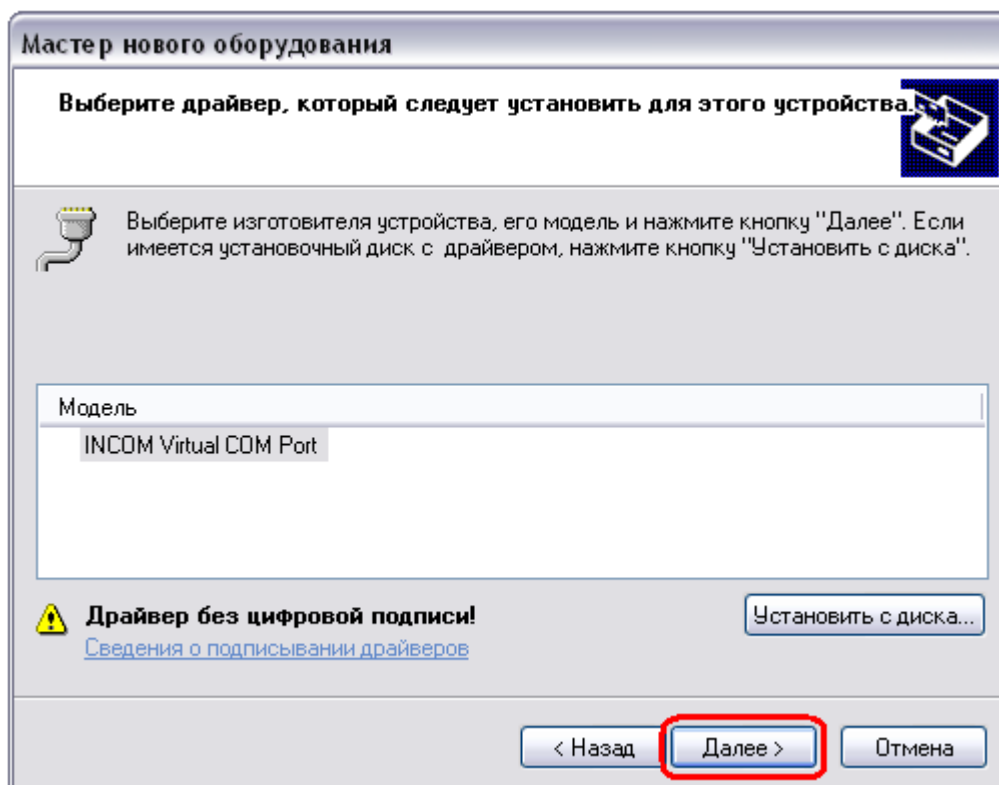 Мастер нового оборудования
Выберите драйвер, который следует установить для этого устройства.
Выберите изготовителя устройства, его модель и нажмите кнопку "Далее". Если
имеется установочный диск с драйвером, нажмите кнопку "Установить с диска".
Модель
INCOM Virtual COM Port
Драйвер без цифровой подписи!
Установить с диска...
Сведения о подписывании драйверов
< Назад
Далее >
Отмена